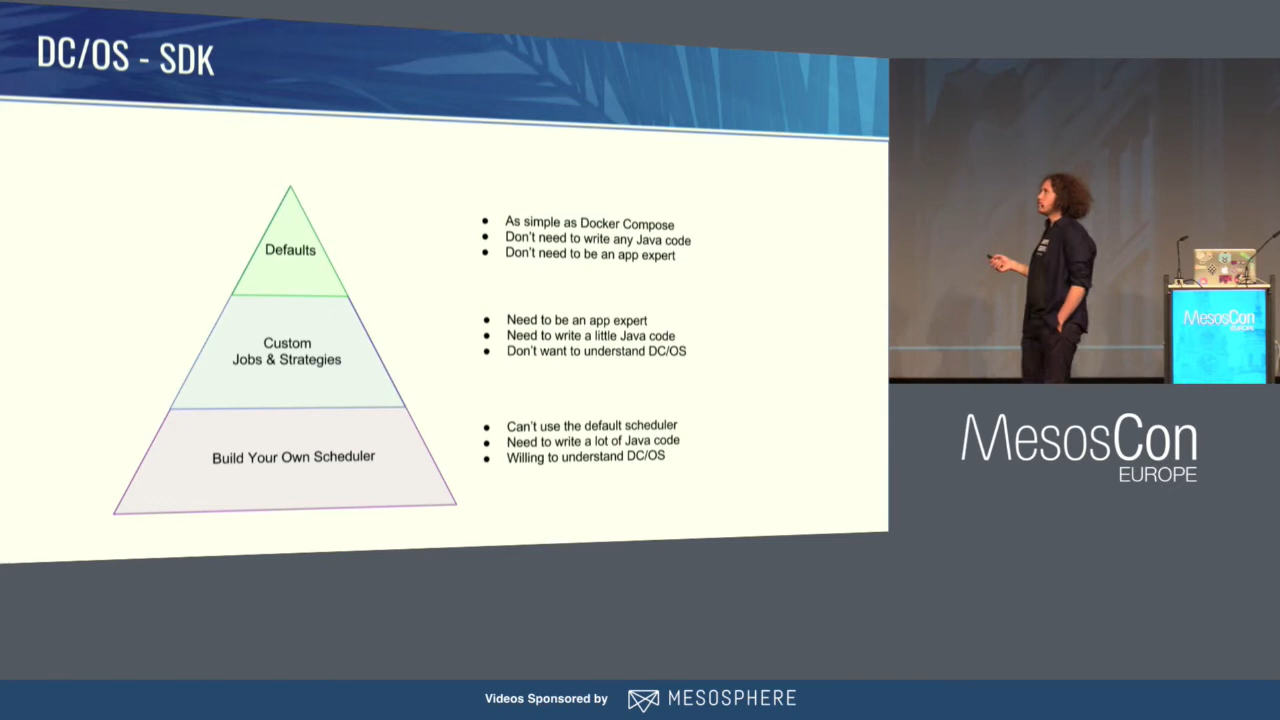 DC/OS - SDK
Defaults
As simple as Docker Compose
Don't need to write any Java code
Don't need to be an app expert
Custom
Jobs & Strategies
Need to be an app expert
Need to write a little Java code
Don't want to understand DC/OS
Build Your Own Scheduler
Can't use the default scheduler
Need to write a lot of Java code
Willing to understand DC/OS
MesosCon
EUROPE
MesosCon
EUROPE
Videos Sponsored by
MESOSPHERE